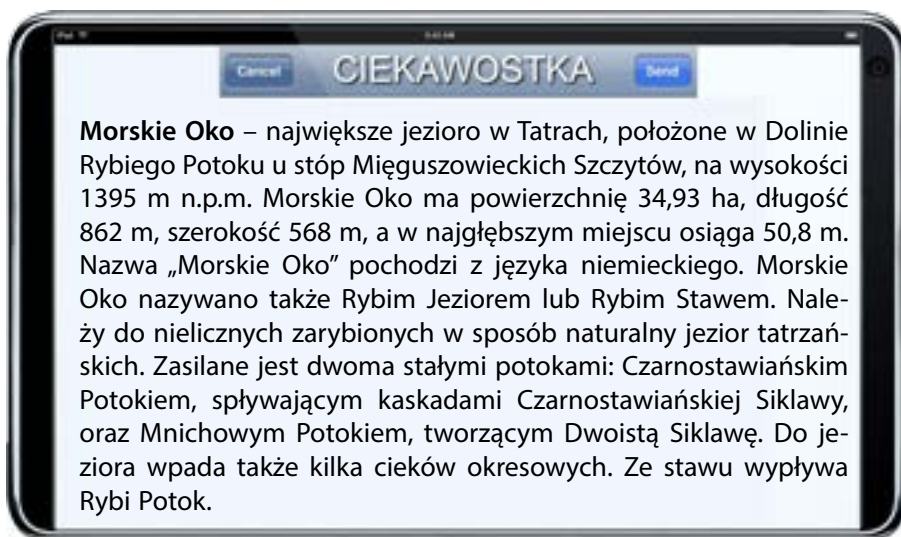 Cancel CIEKAWOSTKA Send
Morskie Oko – największe jezioro w Tatrach, położone w Dolinie
Rybiego Potoku u stóp Mięguszowieckich Szczytów, na wysokości
1395 m n.p.m. Morskie Oko ma powierzchnię 34,93 ha, długość
862 m, szerokość 568 m, a w najgłębszym miejscu osiąga 50,8 m.
Nazwa „Morskie Oko” pochodzi z języka niemieckiego. Morskie
Oko nazywano także Rybim Jeziorem lub Rybim Stawem. Nale-
ży do nielicznych zarybionych w sposób naturalny jezior tatrzań-
skich. Zasilane jest dwoma stałymi potokami: Czarnostawiańskim
Potokiem, spływającym kaskadami Czarnostawiańskiej Siklawy,
oraz Mnichowym Potokiem, tworzącym Dwoistą Siklawę. Do je-
ziora wpada także kilka cieków okresowych. Ze stawu wypływa
Rybi Potok.